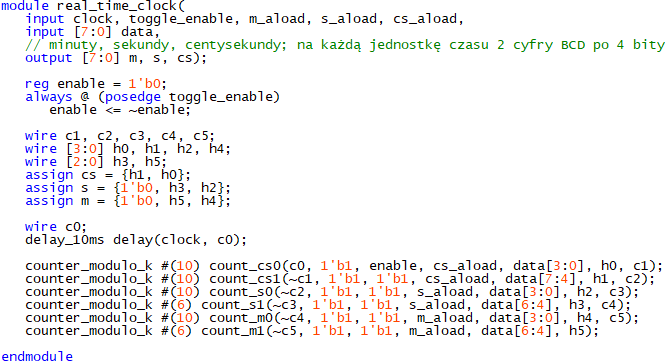 module real_time_clock(
   input clock, toggle_enable, m_aload, s_aload, cs_aload,
   input [7:0] data,
   // minuty, sekundy, centysekundy; na każdą jednostkę czasu 2 cyfry BCD po 4 bity
   output [7:0] m, s, cs);

   reg enable = 1'b0;
   always @ (posedge toggle_enable)
      enable <= ~enable;

   wire c1, c2, c3, c4, c5;
   wire [3:0] h0, h1, h2, h4;
   wire [2:0] h3, h5;
   assign cs = {h1, h0};
   assign s = {1'b0, h3, h2};
   assign m = {1'b0, h5, h4};

   wire c0;
   delay_10ms delay(clock, c0);

   counter_modulo_k #(10) count_cs0(c0, 1'b1, enable, cs_aload, data[3:0], h0, c1);
   counter_modulo_k #(10) count_cs1(~c1, 1'b1, 1'b1, cs_aload, data[7:4], h1, c2);
   counter_modulo_k #(10) count_s0(~c2, 1'b1, 1'b1, s_aload, data[3:0], h2, c3);
   counter_modulo_k #(6) count_s1(~c3, 1'b1, 1'b1, s_aload, data[6:4], h3, c4);
   counter_modulo_k #(10) count_m0(~c4, 1'b1, 1'b1, m_aload, data[3:0], h4, c5);
   counter_modulo_k #(6) count_m1(~c5, 1'b1, 1'b1, m_aload, data[6:4], h5);

endmodule